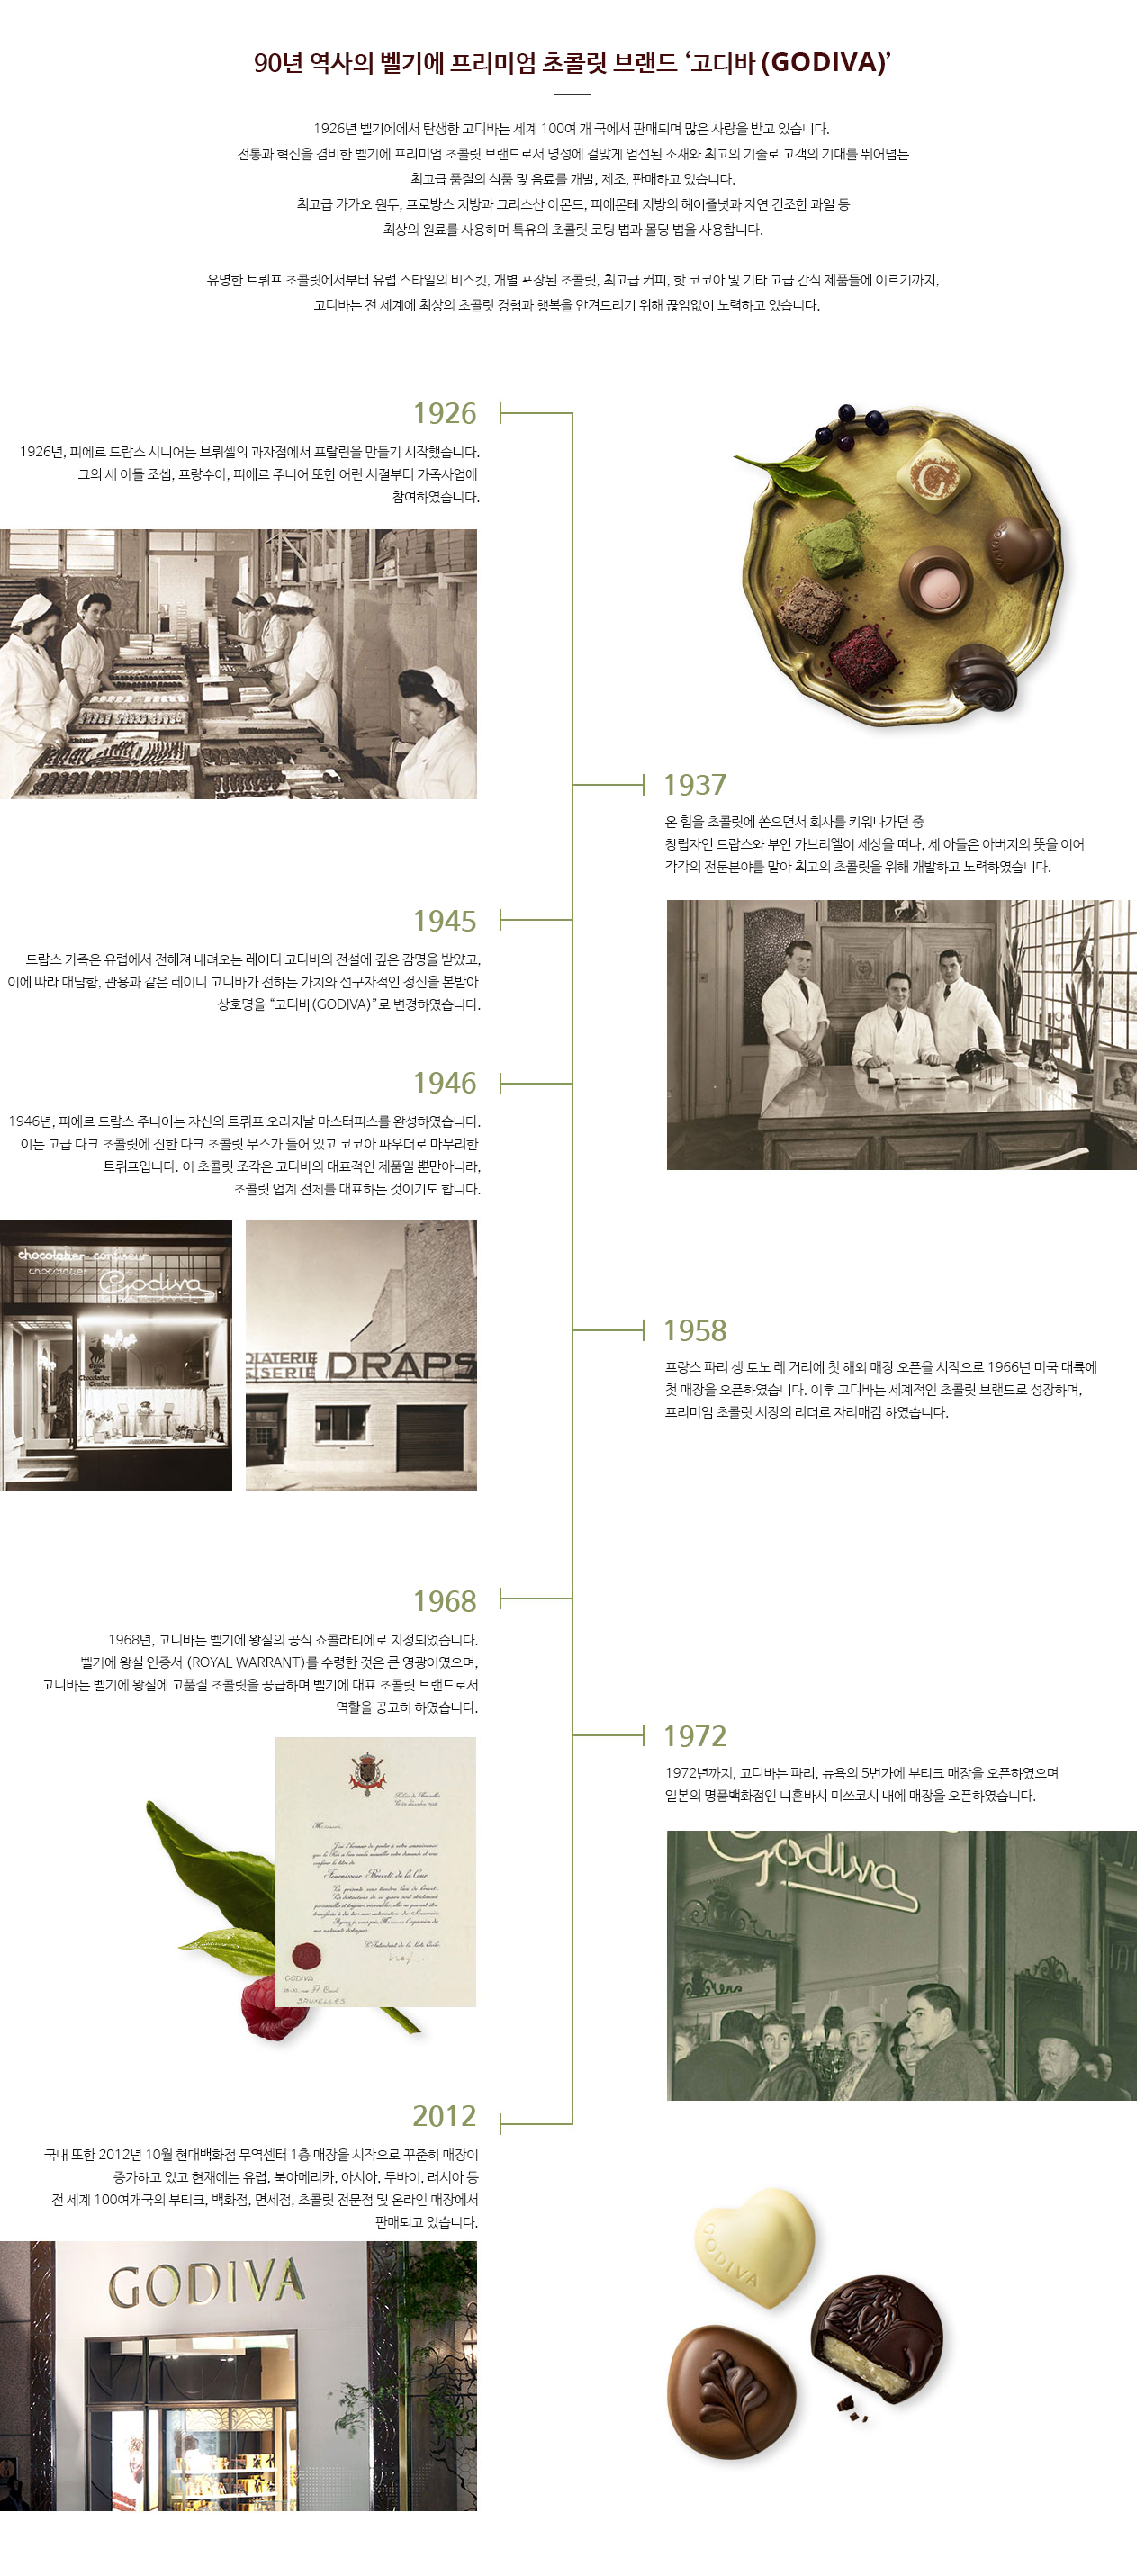 90년 역사의 벨기에 프리미엄 초콜릿 브랜드 ‘고디바 (GODIVA)’
1926년 벨기에에서 탄생한 고디바는 세계 100여 개 국에서 판매되며 많은 사랑을 받고 있습니다.
전통과 혁신을 겸비한 벨기에 프리미엄 초콜릿 브랜드로서 명성에 걸맞게 엄선된 소재와 최고의 기술로 고객의 기대를 뛰어넘는
최고급 품질의 식품 및 음료를 개발, 제조, 판매하고 있습니다.
최고급 카카오 원두, 프로방스 지방과 그리스산 아몬드, 피에몬테 지방의 헤이즐넛과 자연 건조한 과일 등
최상의 원료를 사용하며 특유의 초콜릿 코팅 법과 몰딩 법을 사용합니다.
유명한 트뤼프 초콜릿에서부터 유럽 스타일의 비스킷, 개별 포장된 초콜릿, 최고급 커피, 핫 코코아 및 기타 고급 간식 제품들에 이르기까지,
고디바는 전 세계에 최상의 초콜릿 경험과 행복을 안겨드리기 위해 끊임없이 노력하고 있습니다.
1926
1926년, 피에르 드랍스 시니어는 브뤼셀의 과자점에서 프랄린을 만들기 시작했습니다.
그의 세 아들 조셉, 프랑수아, 피에르 주니어 또한 어린 시절부터 가족사업에
참여하였습니다.
G
GODIVA
1937
온 힘을 초콜릿에 쏟으면서 회사를 키워나가던 중
창립자인 드랍스와 부인 가브리엘이 세상을 떠나, 세 아들은 아버지의 뜻을 이어
각각의 전문분야를 맡아 최고의 초콜릿을 위해 개발하고 노력하였습니다.
1945
드랍스 가족은 유럽에서 전해져 내려오는 레이디 고디바의 전설에 깊은 감명을 받았고,
이에 따라 대담함, 관용과 같은 레이디 고디바가 전하는 가치와 선구자적인 정신을 본받아
상호명을 “고디바(GODIVA)”로 변경하였습니다.
1946
1946년, 피에르 드랍스 주니어는 자신의 트뤼프 오리지날 마스터피스를 완성하였습니다.
이는 고급 다크 초콜릿에 진한 다크 초콜릿 무스가 들어 있고 코코아 파우더로 마무리한
트뤼프입니다. 이 초콜릿 조각은 고디바의 대표적인 제품일 뿐만아니라,
초콜릿 업계 전체를 대표하는 것이기도 합니다.
chocolatier - confiseur
chocolatier
Godiva
OLATERIE
SERIE
DRAPS
1958
프랑스 파리 생 토노 레 거리에 첫 해외 매장 오픈을 시작으로 1966년 미국 대륙에
첫 매장을 오픈하였습니다. 이후 고디바는 세계적인 초콜릿 브랜드로 성장하며,
프리미엄 초콜릿 시장의 리더로 자리매김 하였습니다.
1968
1968년, 고디바는 벨기에 왕실의 공식 쇼콜라티에로 지정되었습니다.
벨기에 왕실 인증서 (ROYAL WARRANT)를 수령한 것은 큰 영광이였으며,
고디바는 벨기에 왕실에 고품질 초콜릿을 공급하며 벨기에 대표 초콜릿 브랜드로서
역할을 공고히 하였습니다.
Monsieur,
Fournisseur Breveté de la Cour.
GODIVA
BRUXELLES
1972
1972년까지, 고디바는 파리, 뉴욕의 5번가에 부티크 매장을 오픈하였으며
일본의 명품백화점인 니혼바시 미쓰코시 내에 매장을 오픈하였습니다.
Godiva
2012
국내 또한 2012년 10월 현대백화점 무역센터 1층 매장을 시작으로 꾸준히 매장이
증가하고 있고 현재에는 유럽, 북아메리카, 아시아, 두바이, 러시아 등
전 세계 100여개국의 부티크, 백화점, 면세점, 초콜릿 전문점 및 온라인 매장에서
판매되고 있습니다.
GODIVA
GODIVA